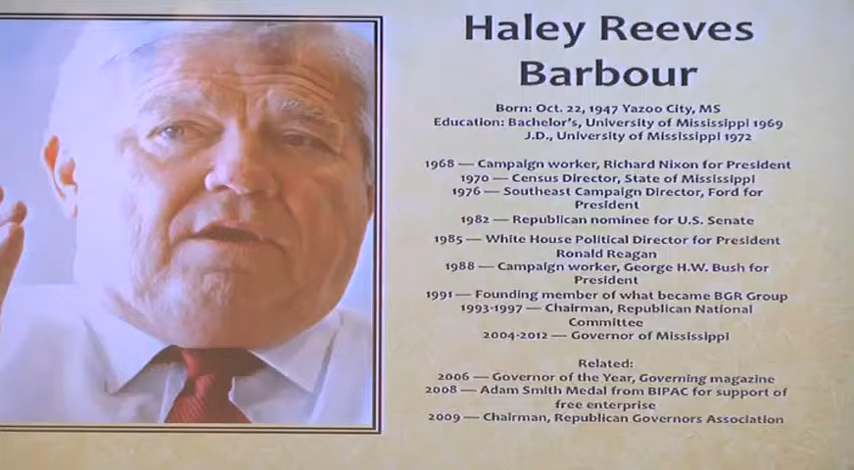 Haley Reeves
Barbour
Born: Oct. 22, 1947 Yazoo City, MS
Education: Bachelor's, University of Mississippi 1969
J.D., University of Mississippi 1972
1968 — Campaign worker, Richard Nixon for President
1970 — Census Director, State of Mississippi
1976 — Southeast Campaign Director, Ford for
President
1982 — Republican nominee for U.S. Senate
1985 — White House Political Director for President
Ronald Reagan
1988 — Campaign worker, George H.W. Bush for
President
1991 — Founding member of what became BGR Group
1993-1997 — Chairman, Republican National
Committee
2004-2012 — Governor of Mississippi
Related:
2006 — Governor of the Year, Governing magazine
2008 — Adam Smith Medal from BIPAC for support of
free enterprise
2009 — Chairman, Republican Governors Association